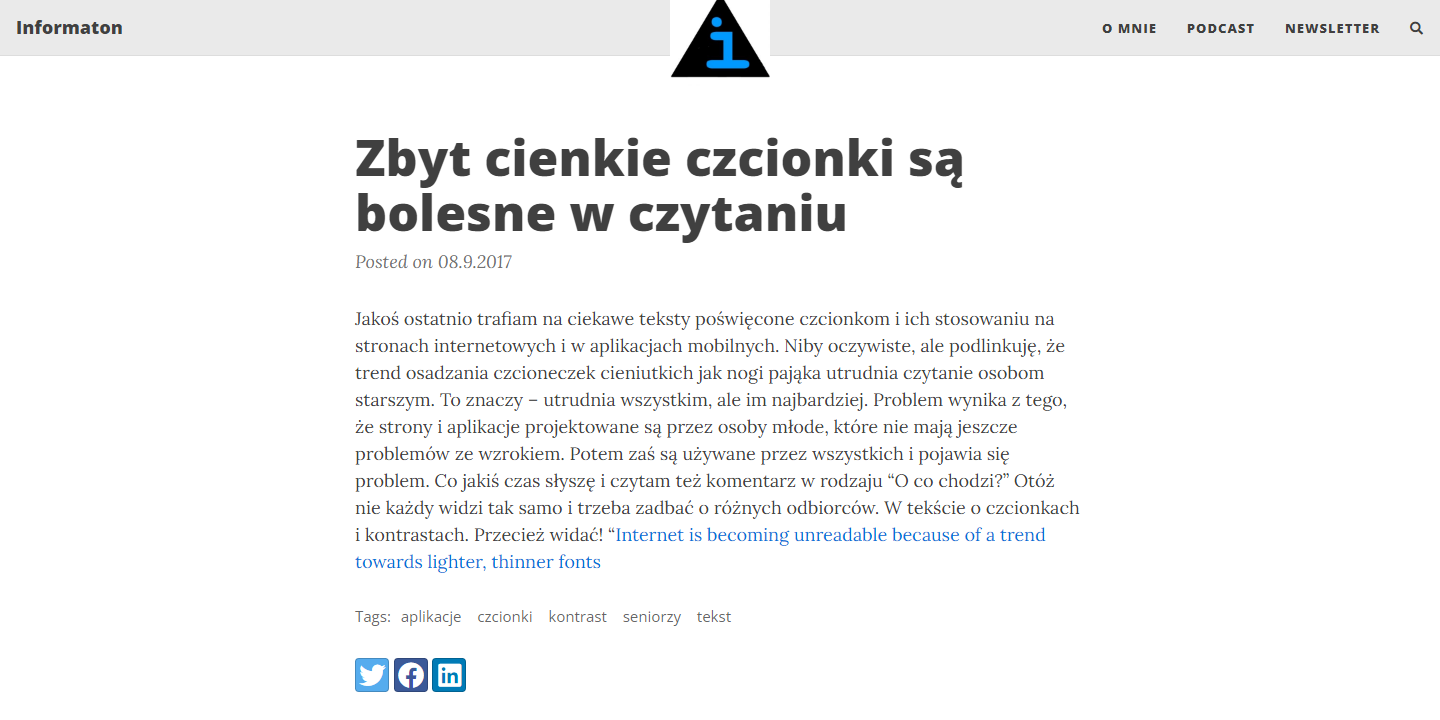 Informaton
i
O MNIE
PODCAST
NEWSLETTER
Zbyt cienkie czcionki są
bolesne w czytaniu
Posted on 08.9.2017
Jakoś ostatnio trafiam na ciekawe teksty poświęcone czcionkom i ich stosowaniu na
stronach internetowych i w aplikacjach mobilnych. Niby oczywiste, ale podlinkuję, że
trend osadzania czcioneczek cieniutkich jak nogi pająka utrudnia czytanie osobom
starszym. To znaczy – utrudnia wszystkim, ale im najbardziej. Problem wynika z tego,
że strony i aplikacje projektowane są przez osoby młode, które nie mają jeszcze
problemów ze wzrokiem. Potem zaś są używane przez wszystkich i pojawia się
problem. Co jakiś czas słyszę i czytam też komentarz w rodzaju “O co chodzi?” Otóż
nie każdy widzi tak samo i trzeba zadbać o różnych odbiorców. W tekście o czcionkach
i kontrastach. Przecież widać! “Internet is becoming unreadable because of a trend
towards lighter, thinner fonts
Tags: aplikacje czcionki kontrast seniorzy tekst
in